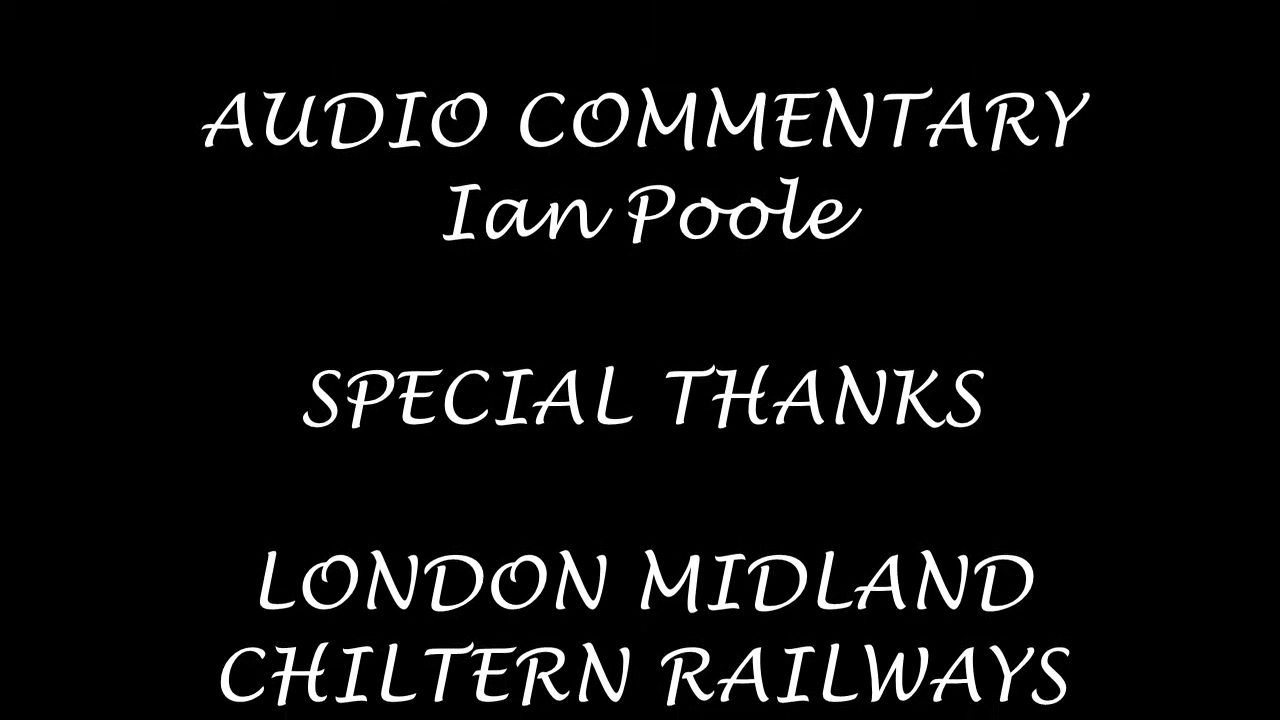 AUDIO COMMENTARY
Ian Poole
SPECIAL THANKS
LONDON MIDLAND
CHILTERN RAILWAYS